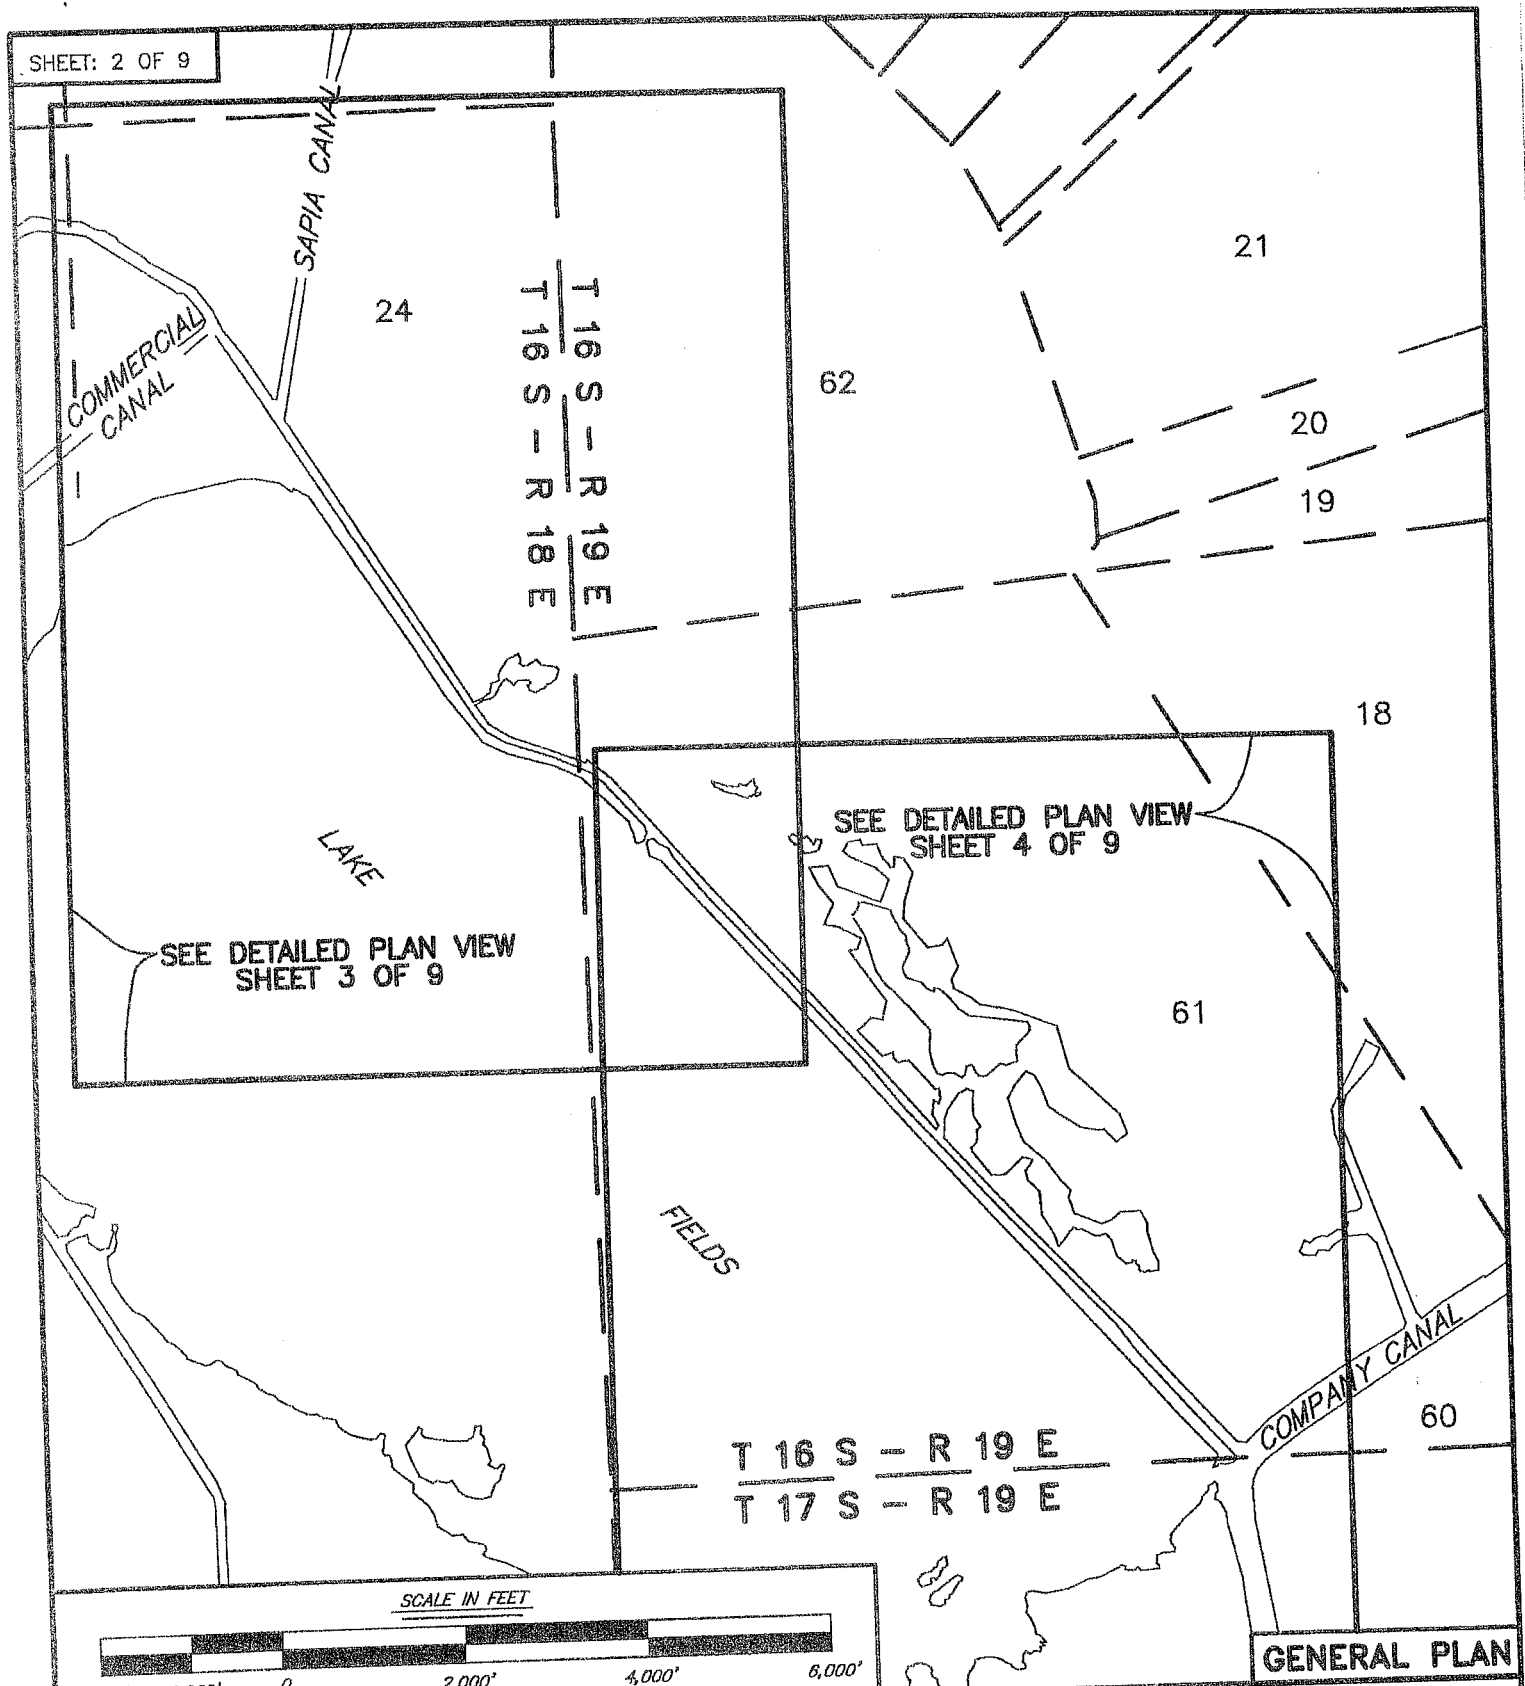 SHEET: 2 OF 9
SAPIA CANAL
21
24
T 16 S - R 19 E
T 16 S - R 18 E
COMMERCIAL
CANAL
62
20
19
18
SEE DETAILED PLAN VIEW
SHEET 4 OF 9
LAKE
SEE DETAILED PLAN VIEW
SHEET 3 OF 9
61
FIELDS
COMPANY CANAL
60
T 16 S - R 19 E
T 17 S - R 19 E
SCALE IN FEET
0
2,000'
4,000'
6,000'
GENERAL PLAN